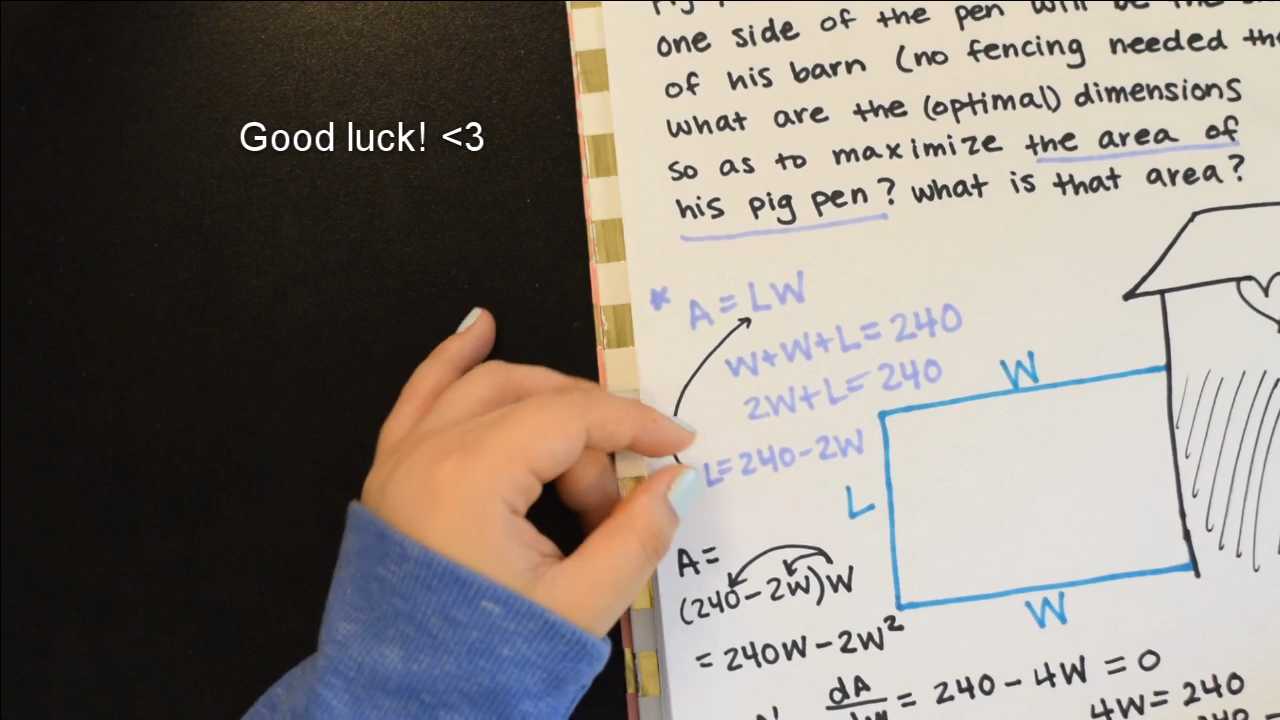 Good luck! <3
one side of the pen will be the
of his barn (no fencing needed
what are the (optimal) dimensions
so as to maximize the area of
his pig pen? what is that area?
* A = LW
W+W+L = 240
2W+L = 240
L = 240-2W
W
L
W
A =
(240-2W)W
= 240W-2W²
dA = 240-4W = 0
4W = 240